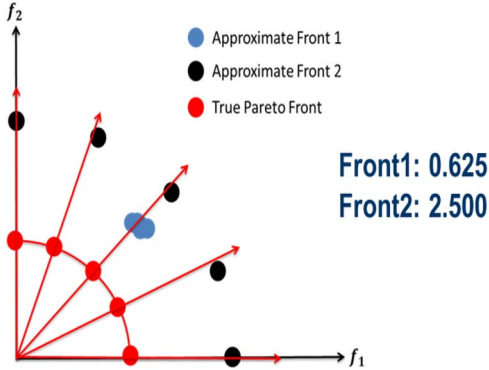 f₂
Approximate Front 1
Approximate Front 2
True Pareto Front
Front1: 0.625
Front2: 2.500
f₁